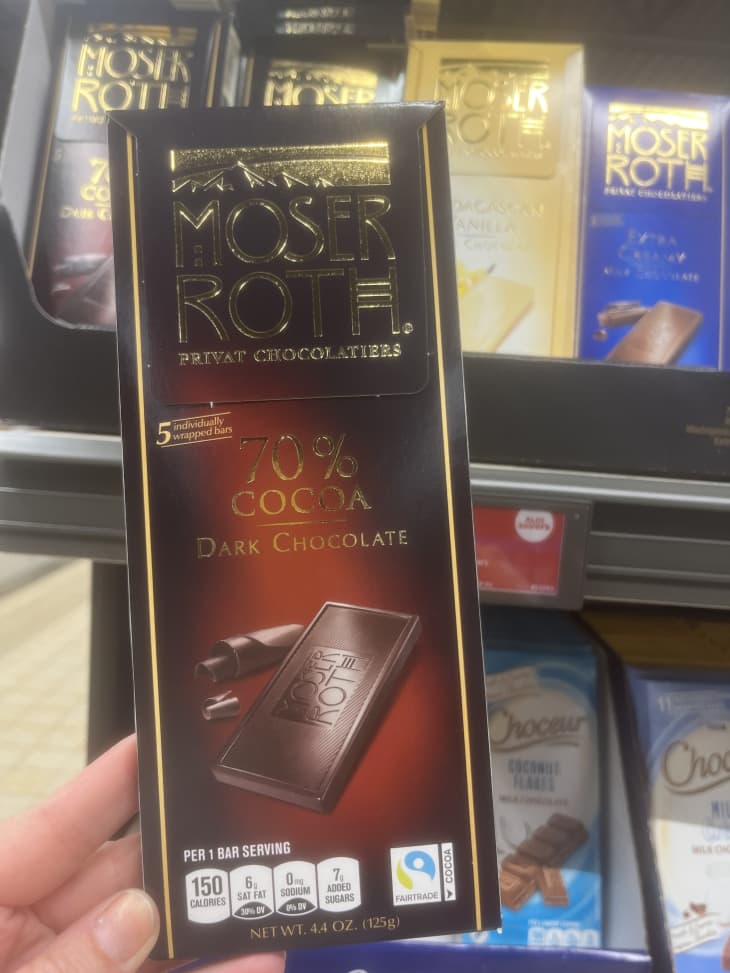 MOSER
ROTH
PRIVAT CHOCOLATIERS
5 individually
wrapped bars
70%
COCOA
DARK CHOCOLATE
MOSER
ROTH
PER 1 BAR SERVING
150
CALORIES
6g
SAT FAT
30% DV
0mg
SODIUM
0% DV
7g
ADDED
SUGARS
FAIRTRADE
COCOA
NET WT. 4.4 OZ. (125g)
MOSER
ROTH
MOSER
MOSER
ROTH
PRIVAT CHOCOLATIERS
EXTRA
CREAMY
MILK CHOCOLATE
Choceur
COCONUT
FLAKES
MILK CHOCOLATE